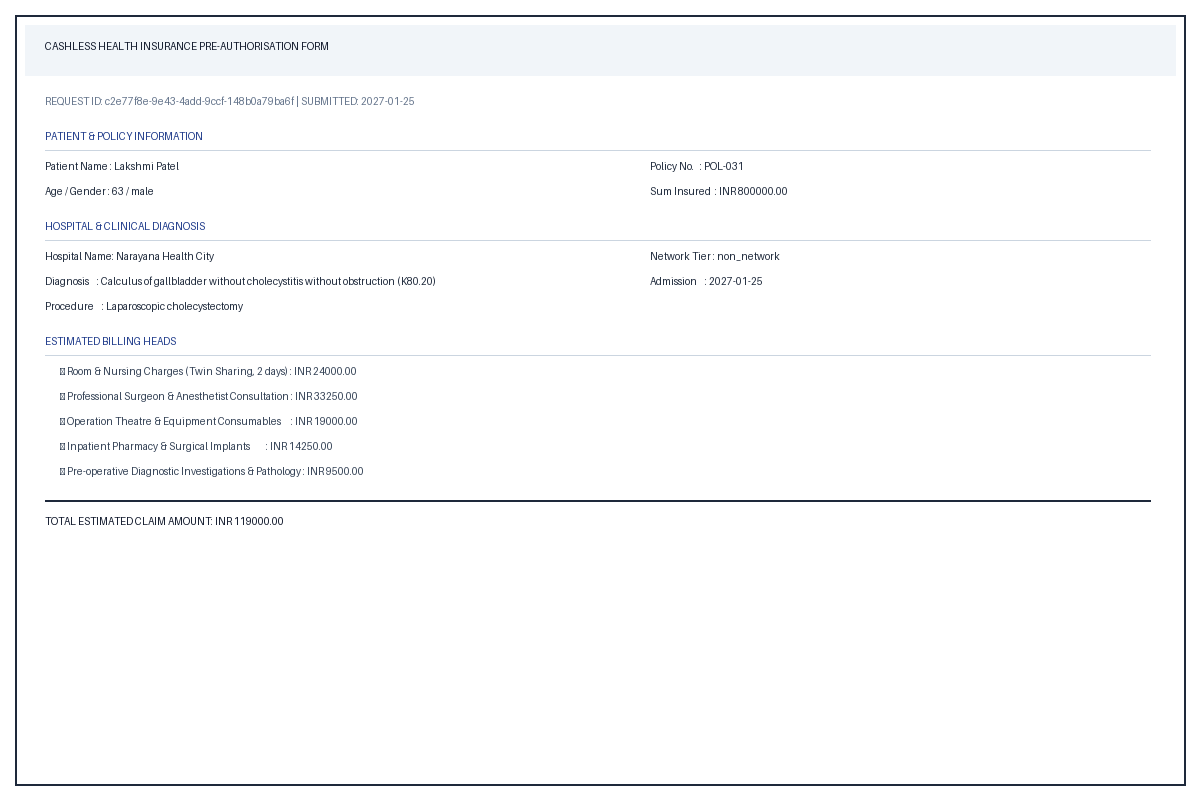 CASHLESS HEALTH INSURANCE PRE-AUTHORISATION FORM
REQUEST ID: c2e77f8e-9e43-4add-9ccf-148b0a79ba6f | SUBMITTED: 2027-01-25
PATIENT & POLICY INFORMATION
Patient Name : Lakshmi Patel Policy No. : POL-031
Age / Gender : 63 / male Sum Insured : INR 800000.00
HOSPITAL & CLINICAL DIAGNOSIS
Hospital Name: Narayana Health City Network Tier : non_network
Diagnosis : Calculus of gallbladder without cholecystitis without obstruction (K80.20) Admission : 2027-01-25
Procedure : Laparoscopic cholecystectomy
ESTIMATED BILLING HEADS
Room & Nursing Charges (Twin Sharing, 2 days) : INR 24000.00
Professional Surgeon & Anesthetist Consultation : INR 33250.00
Operation Theatre & Equipment Consumables : INR 19000.00
Inpatient Pharmacy & Surgical Implants : INR 14250.00
Pre-operative Diagnostic Investigations & Pathology : INR 9500.00
TOTAL ESTIMATED CLAIM AMOUNT: INR 119000.00